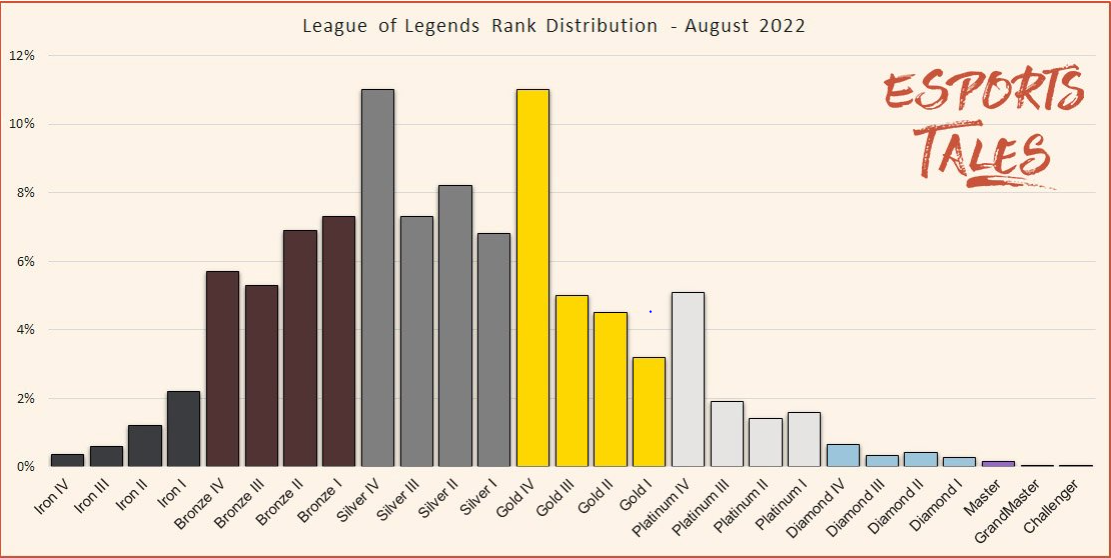 League of Legends Rank Distribution - August 2022
ESPORTS
TALES
12%
10%
8%
6%
4%
2%
0%
Iron IV
Iron III
Iron II
Iron I
Bronze IV
Bronze III
Bronze II
Bronze I
Silver IV
Silver III
Silver II
Silver I
Gold IV
Gold III
Gold II
Gold I
Platinum IV
Platinum III
Platinum II
Platinum I
Diamond IV
Diamond III
Diamond II
Diamond I
Master
GrandMaster
Challenger